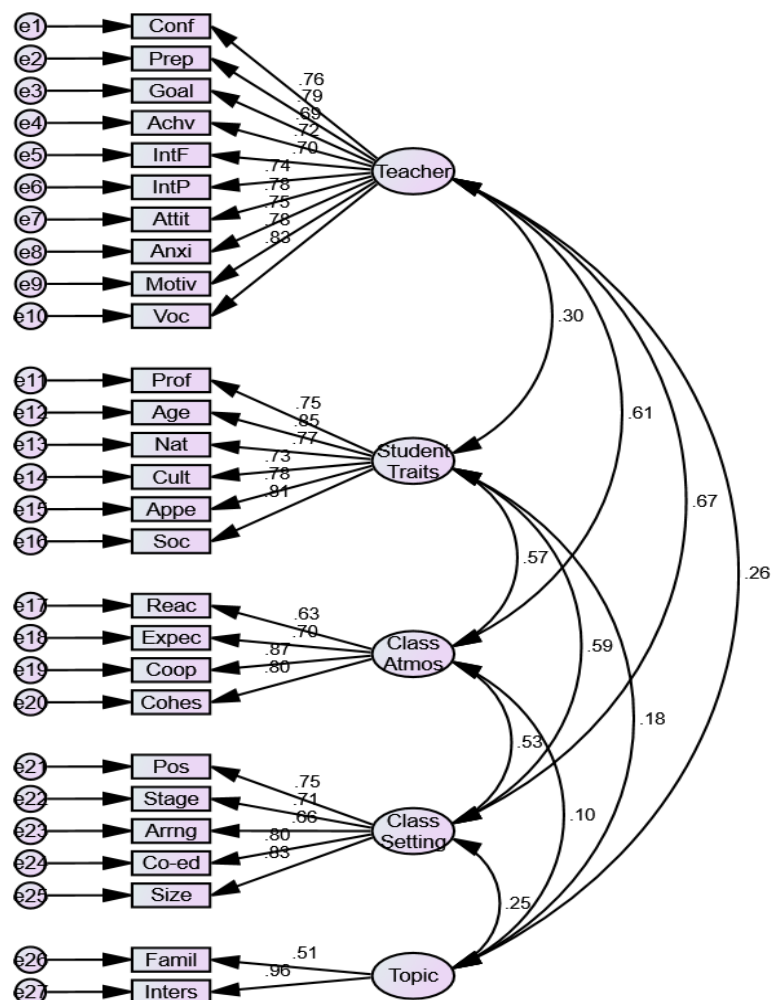 e1 Conf
e2 Prep
.76
e3 Goal
.79
e4 Achv
.69
.72
e5 IntF
.70
.74
Teacher
e6 IntP
.78
.75
e7 Attit
.78
e8 Anxi
.83
e9 Motiv
e10 Voc
.30
e11 Prof
.75
e12 Age
.85
.61
e13 Nat
.77
Student
Traits
e14 Cult
.73
.78
e15 Appe
.81
.67
e16 Soc
.57
.26
e17 Reac
.63
e18 Expec
.70
Class
Atmos
.59
e19 Coop
.87
.80
e20 Cohes
.18
.53
e21 Pos
.75
e22 Stage
.71
.66
.10
e23 Arrng
Class
Setting
.80
e24 Co-ed
.83
e25 Size
.25
e26 Famil
.51
Topic
.96
e27 Inters